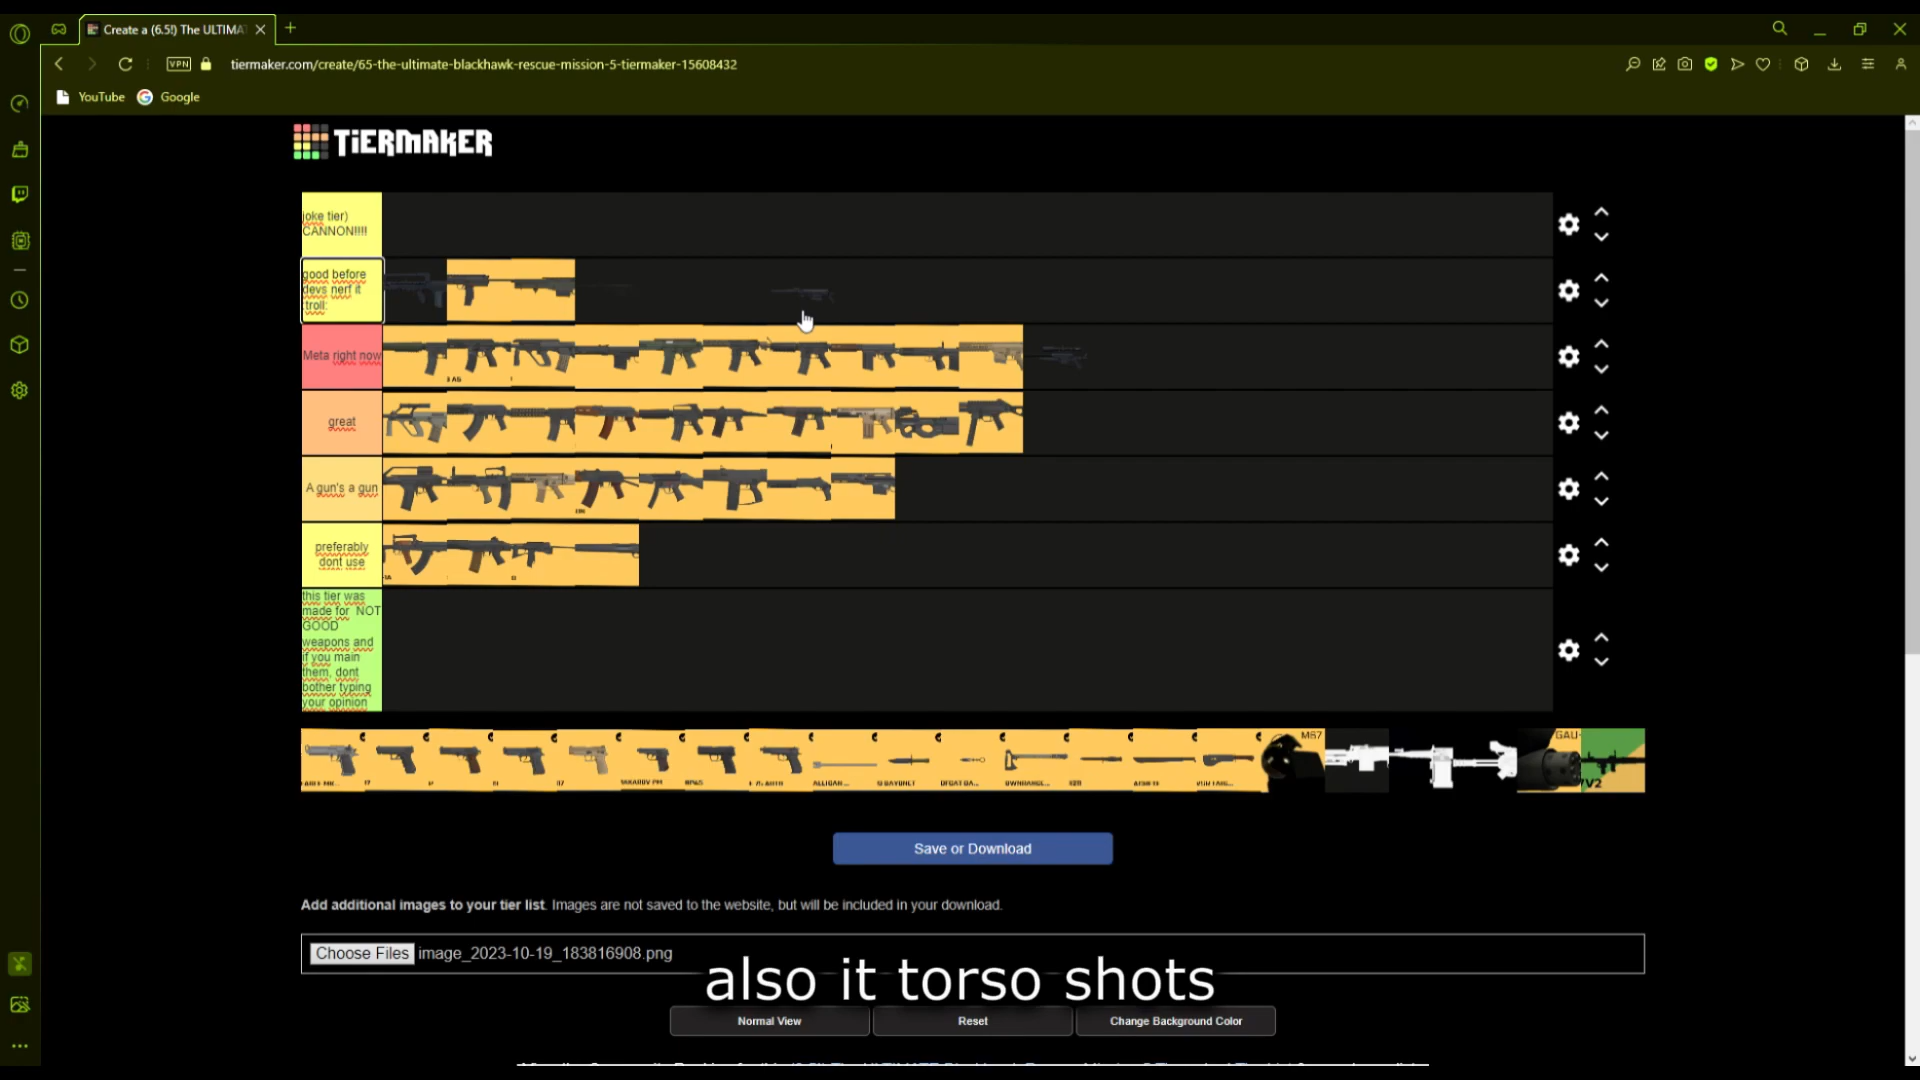 Create a (6.5!) The ULTIMA
VPN
tiermaker.com/create/65-the-ultimate-blackhawk-rescue-mission-5-tiermaker-15608432
YouTube
Google
TIERMAKER
joke tier)
CANNON!!!!
good before
devs nerf it
:troll:
Meta right now
great
A gun's a gun
preferably
dont use
this tier was
made for NOT
GOOD
weapons and
if you main
them, dont
bother typing
your opinion
M67
GAU-
V2
Save or Download
Add additional images to your tier list. Images are not saved to the website, but will be included in your download.
Choose Files image_2023-10-19_183816908.png
also it torso shots
Normal View
Reset
Change Background Color